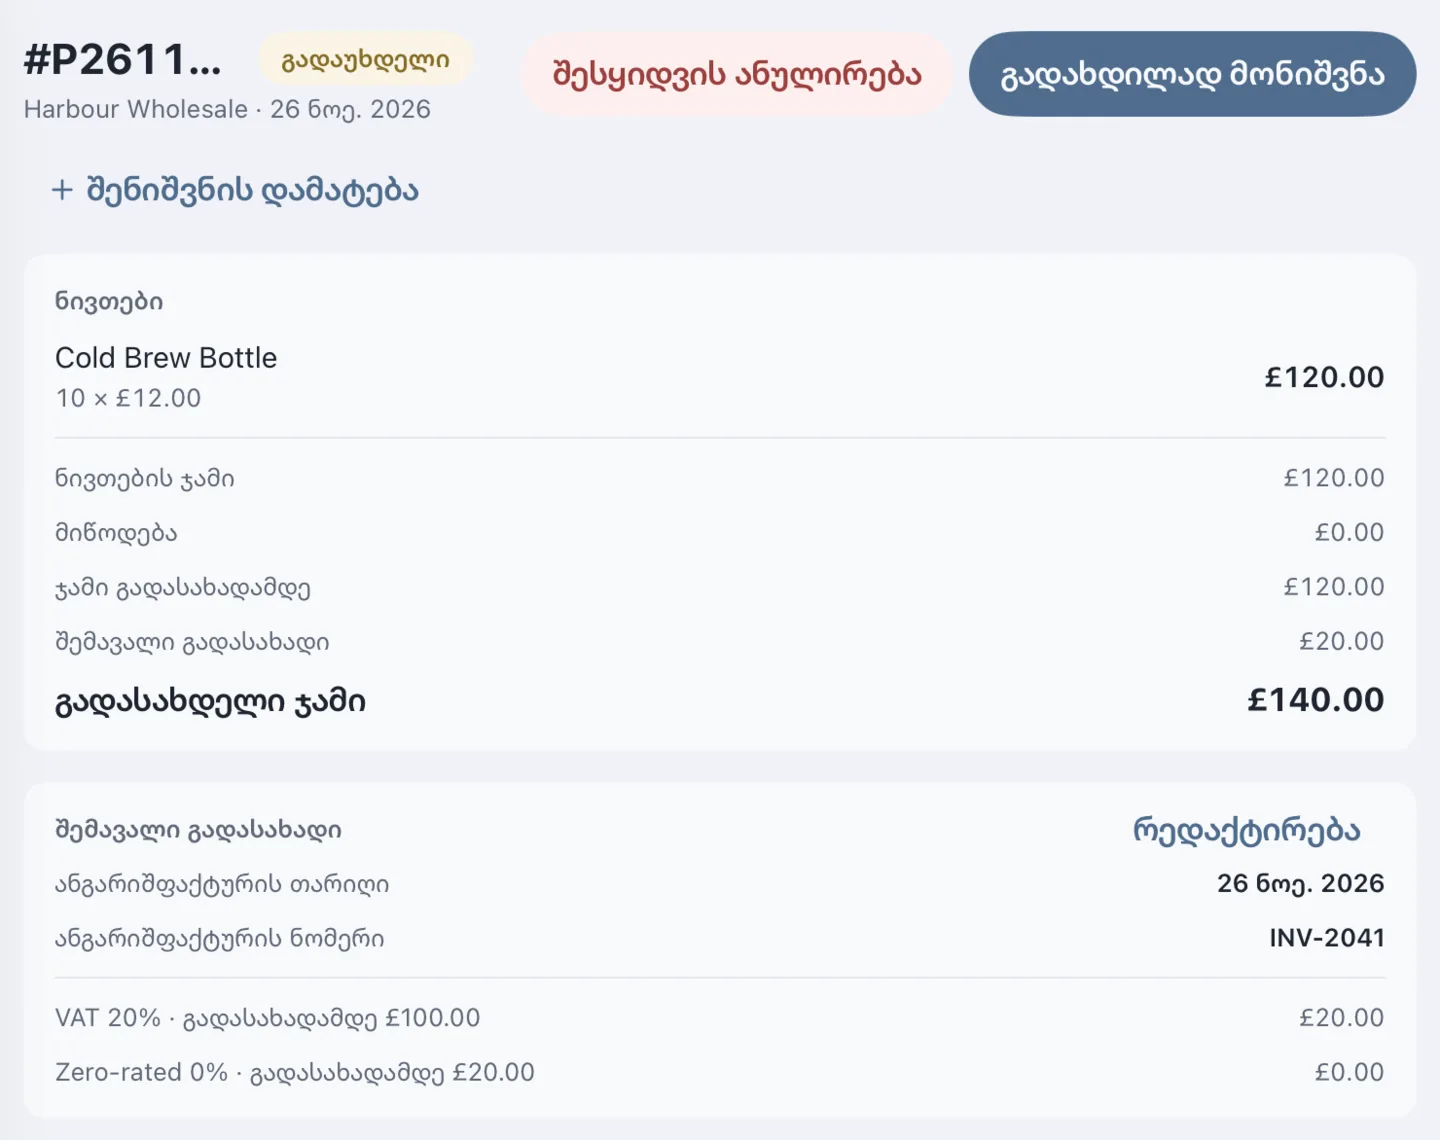 #P2611...
გადაუხდელი
შესყიდვის ანულირება
გადახდილად მონიშვნა
Harbour Wholesale · 26 ნოე. 2026
+ შენიშვნის დამატება
ნივთები
Cold Brew Bottle
£120.00
10 × £12.00
ნივთების ჯამი £120.00
მიწოდება £0.00
ჯამი გადასახადამდე £120.00
შემავალი გადასახადი £20.00
გადასახდელი ჯამი £140.00
შემავალი გადასახადი რედაქტირება
ანგარიშფაქტურის თარიღი 26 ნოე. 2026
ანგარიშფაქტურის ნომერი INV-2041
VAT 20% · გადასახადამდე £100.00 £20.00
Zero-rated 0% · გადასახადამდე £20.00 £0.00